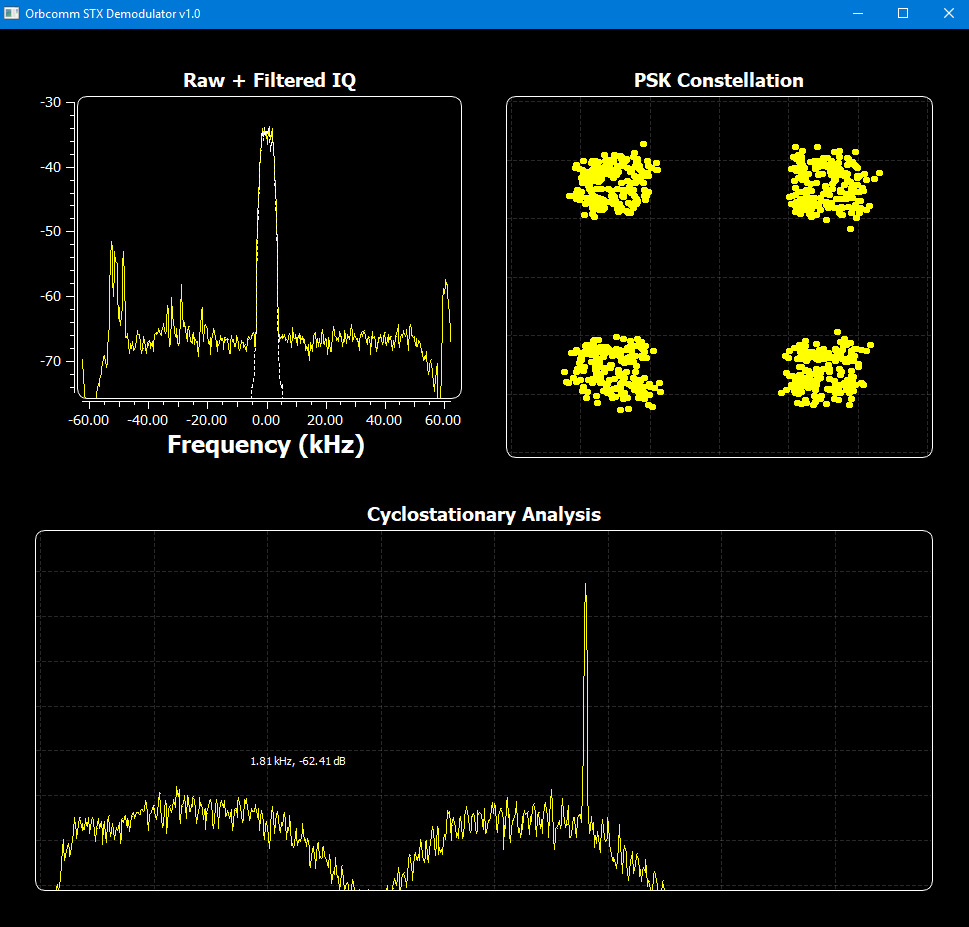 Orbcomm STX Demodulator v1.0
Raw + Filtered IQ
-30
-40
-50
-60
-70
-60.00 -40.00 -20.00 0.00 20.00 40.00 60.00
Frequency (kHz)
PSK Constellation
Cyclostationary Analysis
1.81 kHz, -62.41 dB